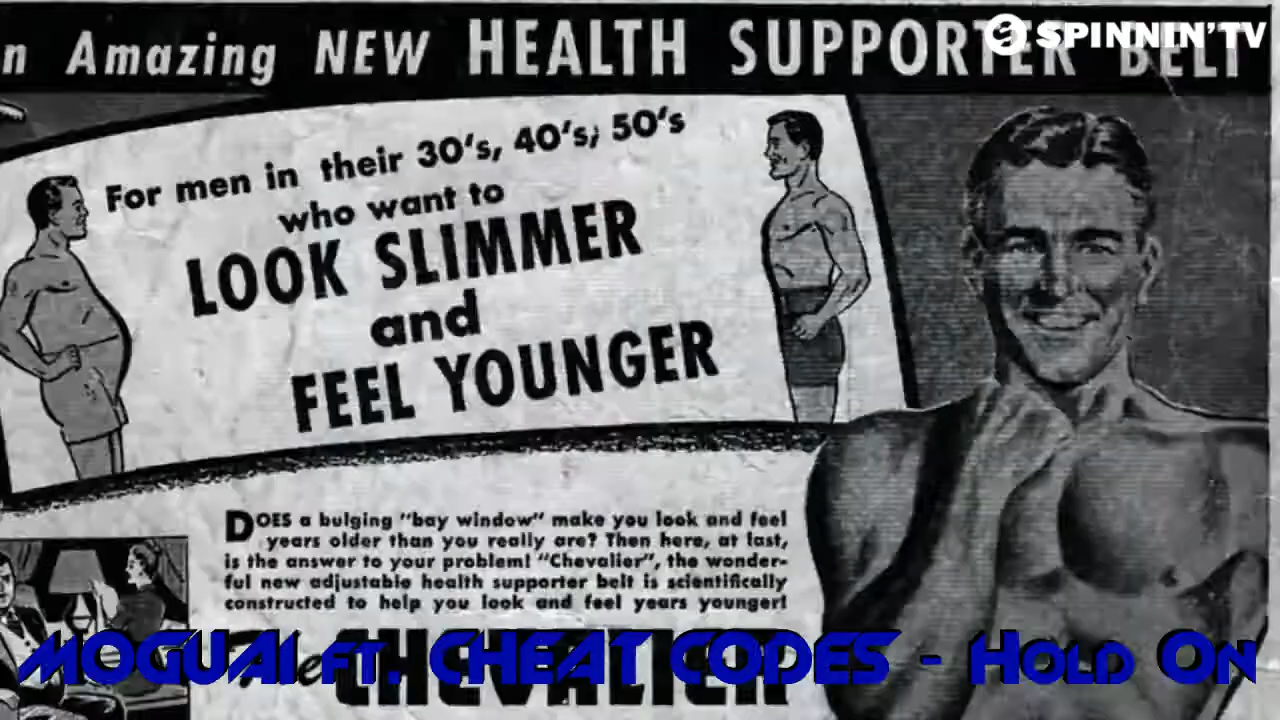 n Amazing NEW HEALTH SUPPORTER BELT
SPINNIN' TV
For men in their 30's, 40's, 50's
who want to
LOOK SLIMMER
and
FEEL YOUNGER
DOES a bulging "bay window" make you look and feel
years older than you really are? Then here, at last,
is the answer to your problem! "Chevalier", the wonder-
ful new adjustable health supporter belt is scientifically
constructed to help you look and feel years younger!
The CHEVALIER
MOGUAI ft. CHEAT CODES - Hold On